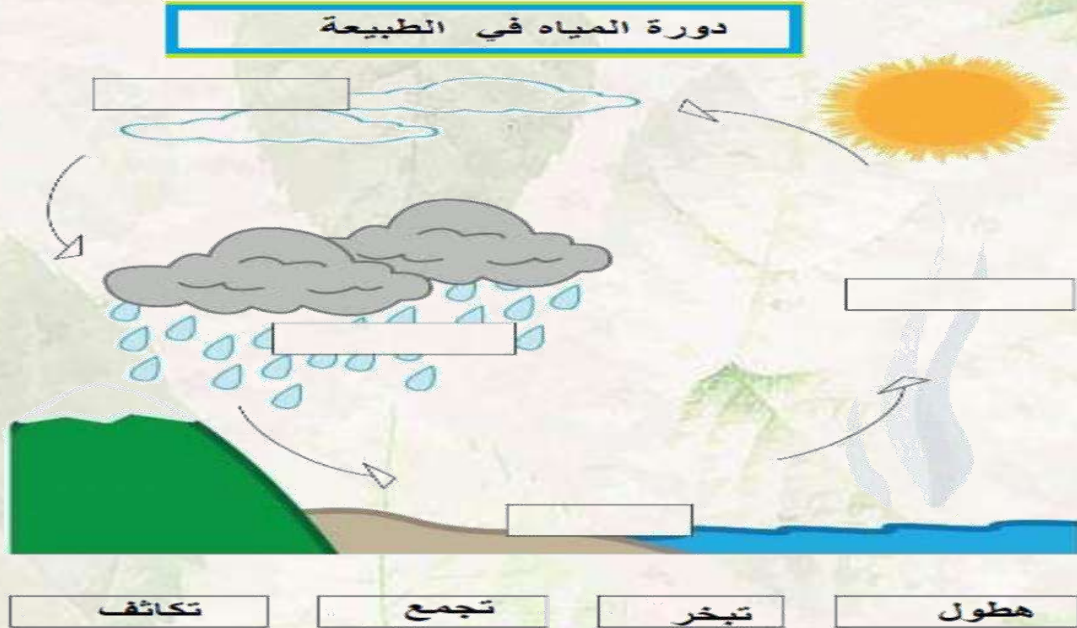 دورة المياه في الطبيعة
هطول
تبخر
تجمع
تكاثف